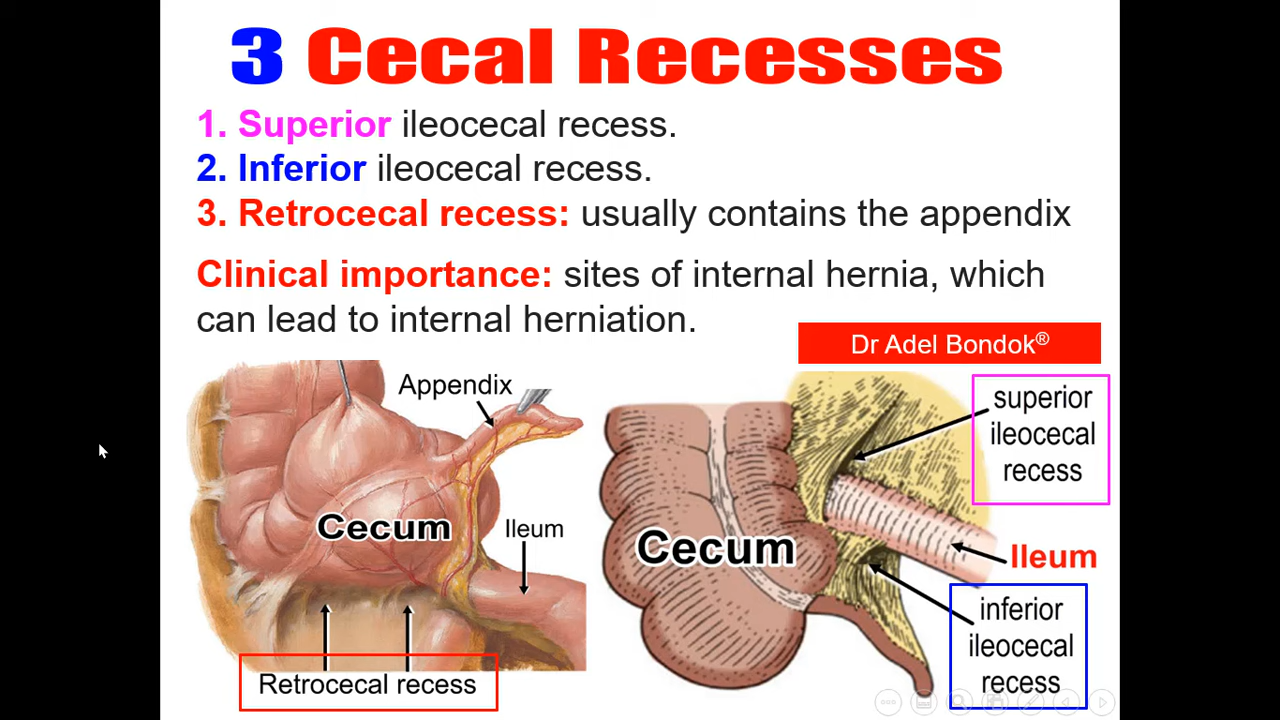 3 Cecal Recesses
1. Superior ileocecal recess.
2. Inferior ileocecal recess.
3. Retrocecal recess: usually contains the appendix
Clinical importance: sites of internal hernia, which
can lead to internal herniation.
Dr Adel Bondok®
Appendix
Cecum
Ileum
Retrocecal recess
superior
ileocecal
recess
Cecum
Ileum
inferior
ileocecal
recess